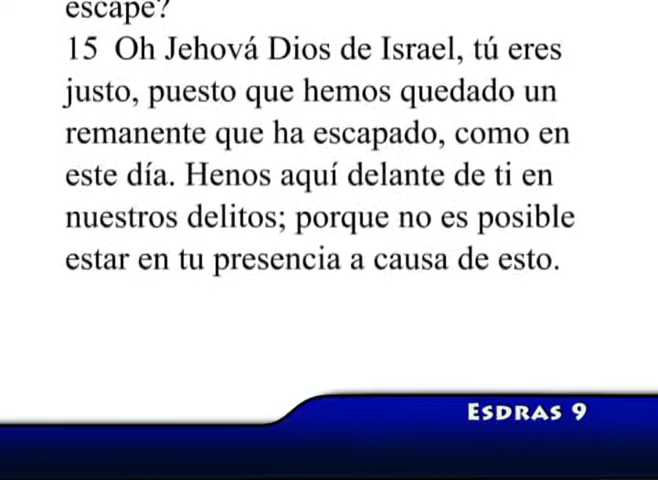 escape?
15 Oh Jehová Dios de Israel, tú eres
justo, puesto que hemos quedado un
remanente que ha escapado, como en
este día. Henos aquí delante de ti en
nuestros delitos; porque no es posible
estar en tu presencia a causa de esto.
Esdras 9